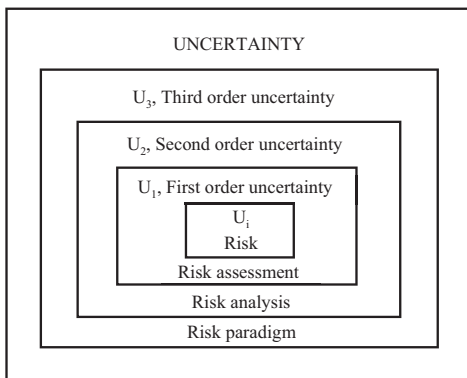 UNCERTAINTY
U₃, Third order uncertainty
U₂, Second order uncertainty
U₁, First order uncertainty
Uᵢ
Risk
Risk assessment
Risk analysis
Risk paradigm